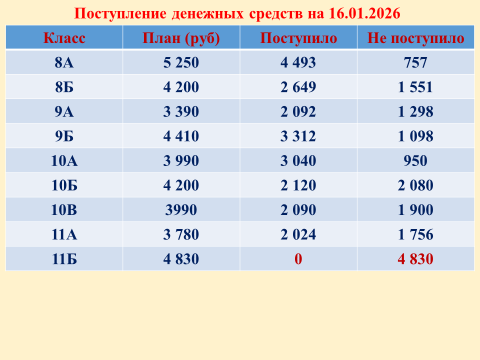 Поступление денежных средств на 16.01.2026
Класс План (руб) Поступило Не поступило
8А 5 250 4 493 757
8Б 4 200 2 649 1 551
9А 3 390 2 092 1 298
9Б 4 410 3 312 1 098
10А 3 990 3 040 950
10Б 4 200 2 120 2 080
10В 3990 2 090 1 900
11А 3 780 2 024 1 756
11Б 4 830 0 4 830